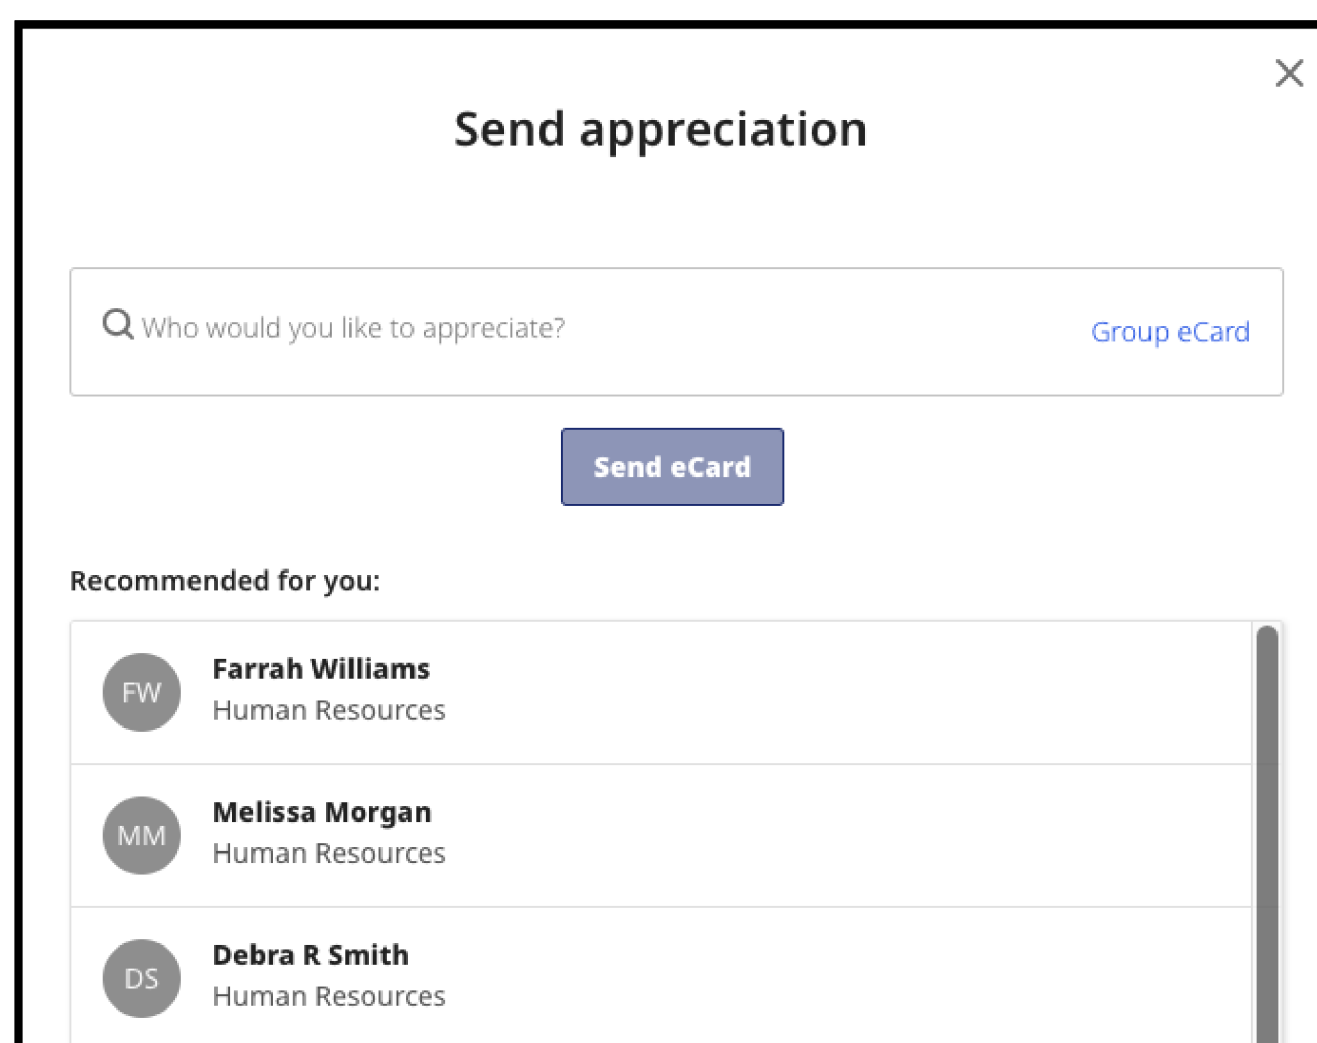 Send appreciation
Who would you like to appreciate?
Group eCard
Send eCard
Recommended for you:
FW
Farrah Williams
Human Resources
MM
Melissa Morgan
Human Resources
DS
Debra R Smith
Human Resources